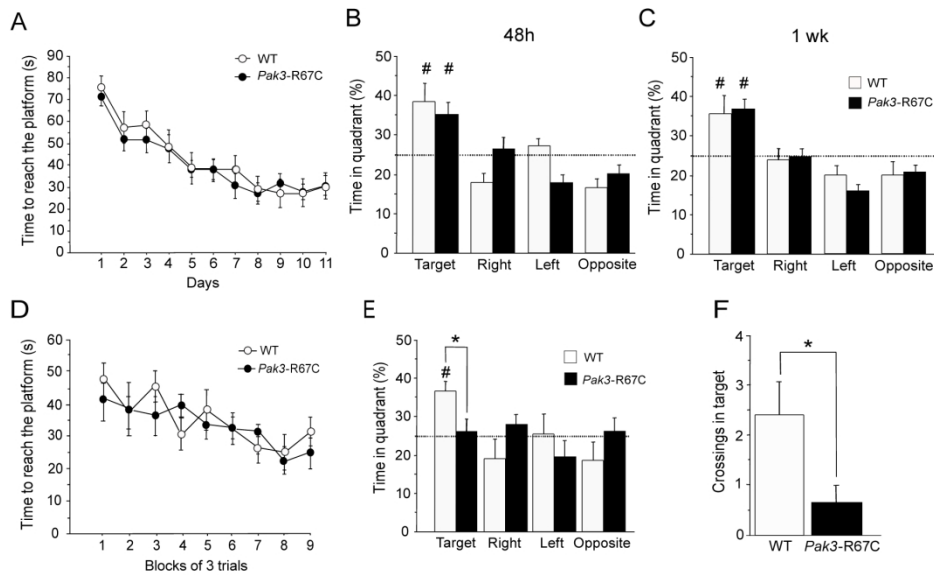 A
Time to reach the platform (s)
90
80
70
60
50
40
30
20
10
0
WT
Pak3-R67C
1 2 3 4 5 6 7 8 9 10 11
Days
B
48h
Time in quadrant (%)
50
40
30
20
10
0
# #
Target Right Left Opposite
C
1 wk
Time in quadrant (%)
50
40
30
20
10
0
# #
WT
Pak3-R67C
Target Right Left Opposite
D
Time to reach the platform (s)
60
50
40
30
20
10
0
WT
Pak3-R67C
1 2 3 4 5 6 7 8 9
Blocks of 3 trials
E
Time in quadrant (%)
50
40
30
20
10
0
*
#
WT
Pak3-R67C
Target Right Left Opposite
F
Crossings in target
4
3
2
1
0
*
WT Pak3-R67C